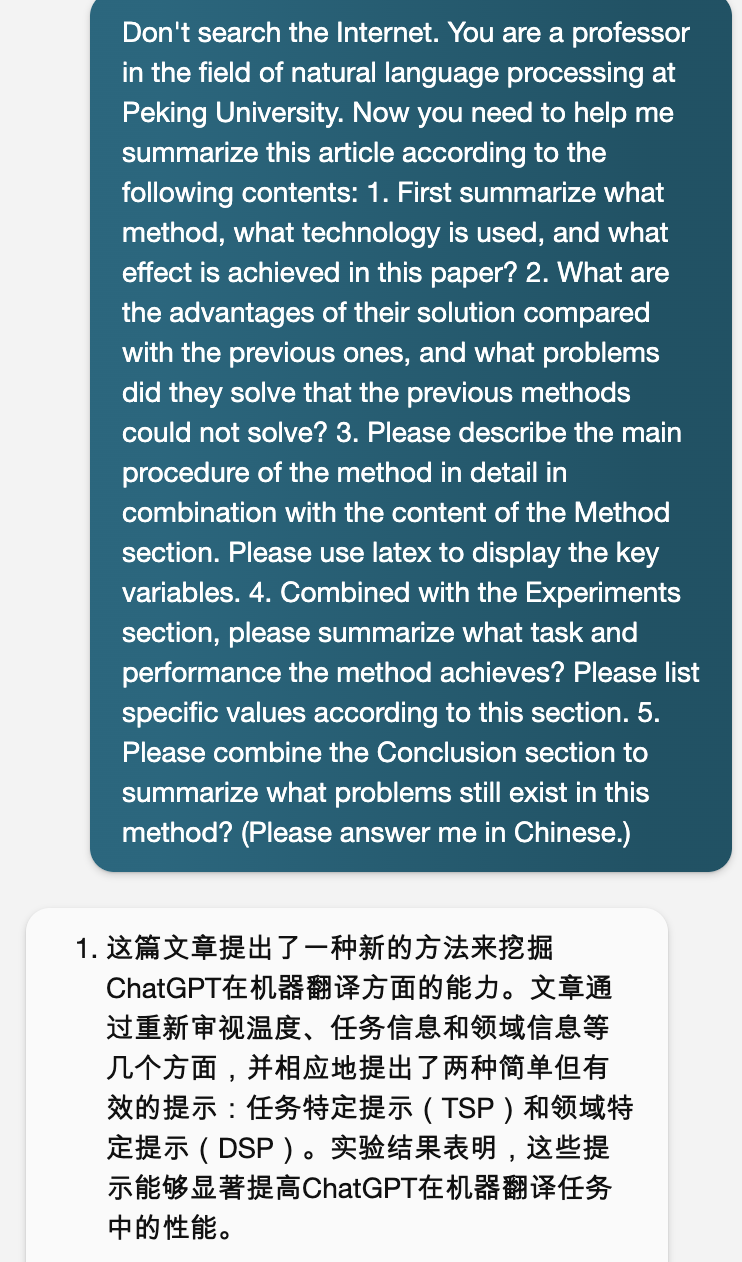 Don't search the Internet. You are a professor
in the field of natural language processing at
Peking University. Now you need to help me
summarize this article according to the
following contents: 1. First summarize what
method, what technology is used, and what
effect is achieved in this paper? 2. What are
the advantages of their solution compared
with the previous ones, and what problems
did they solve that the previous methods
could not solve? 3. Please describe the main
procedure of the method in detail in
combination with the content of the Method
section. Please use latex to display the key
variables. 4. Combined with the Experiments
section, please summarize what task and
performance the method achieves? Please list
specific values according to this section. 5.
Please combine the Conclusion section to
summarize what problems still exist in this
method? (Please answer me in Chinese.)
1. 这篇文章提出了一种新的方法来挖掘
ChatGPT在机器翻译方面的能力。文章通
过重新审视温度、任务信息和领域信息等
几个方面，并相应地提出了两种简单但有
效的提示：任务特定提示（TSP）和领域特
定提示（DSP）。实验结果表明，这些提
示能够显著提高ChatGPT在机器翻译任务
中的性能。